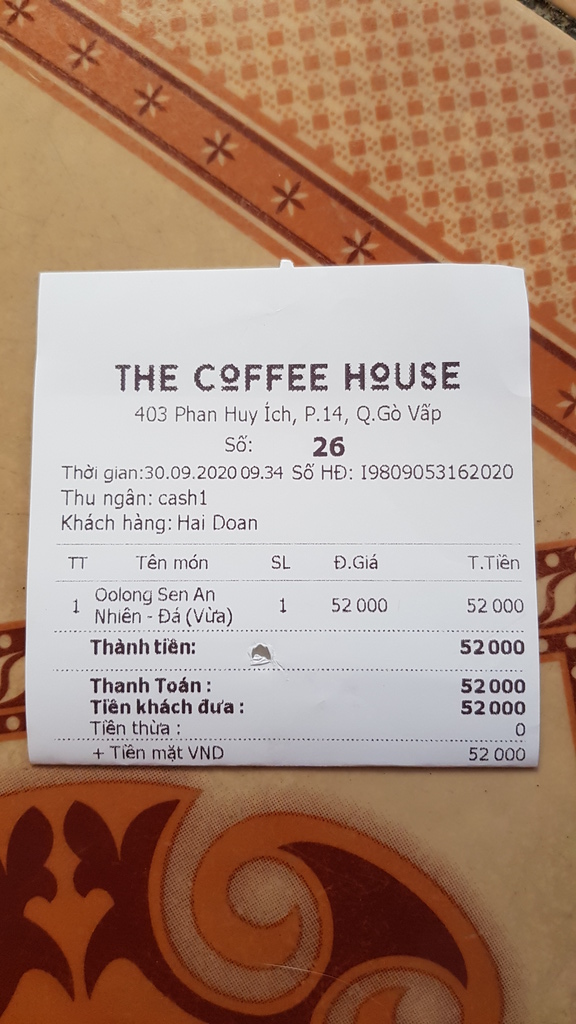 THE COFFEE HOUSE
403 Phan Huy Ích, P.14, Q.Gò Vấp
Số: 26
Thời gian:30.09.2020 09.34 Số HĐ: I9809053162020
Thu ngân: cash1
Khách hàng: Hai Doan
TT Tên món SL Đ.Giá T.Tiền
1 Oolong Sen An
Nhiên - Đá (Vừa) 1 52 000 52 000
Thành tiền: 52 000
Thanh Toán : 52 000
Tiền khách đưa : 52 000
Tiền thừa : 0
+ Tiền mặt VND 52 000